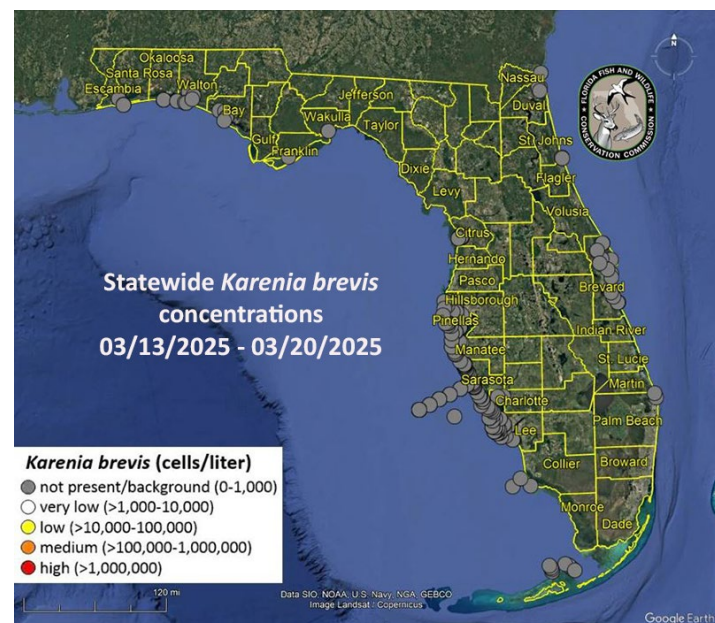 Okaloosa
Santa Rosa
Escambia
Walton
Bay
Jefferson
Wakulla
Taylor
Gulf
Franklin
Dixie
Levy
Nassau
Duval
St. Johns
Flagler
Volusia
FLORIDA FISH AND WILDLIFE
CONSERVATION COMMISSION
N
Citrus
Hernando
Pasco
Hillsborough
Pinellas
Manatee
Sarasota
Charlotte
Lee
Brevard
Indian River
St. Lucie
Martin
Palm Beach
Collier
Broward
Monroe
Dade
Statewide Karenia brevis
concentrations
03/13/2025 - 03/20/2025
Karenia brevis (cells/liter)
not present/background (0-1,000)
very low (>1,000-10,000)
low (>10,000-100,000)
medium (>100,000-1,000,000)
high (>1,000,000)
120 mi
Data SIO, NOAA, U.S. Navy, NGA, GEBCO
Image Landsat / Copernicus
Google Earth